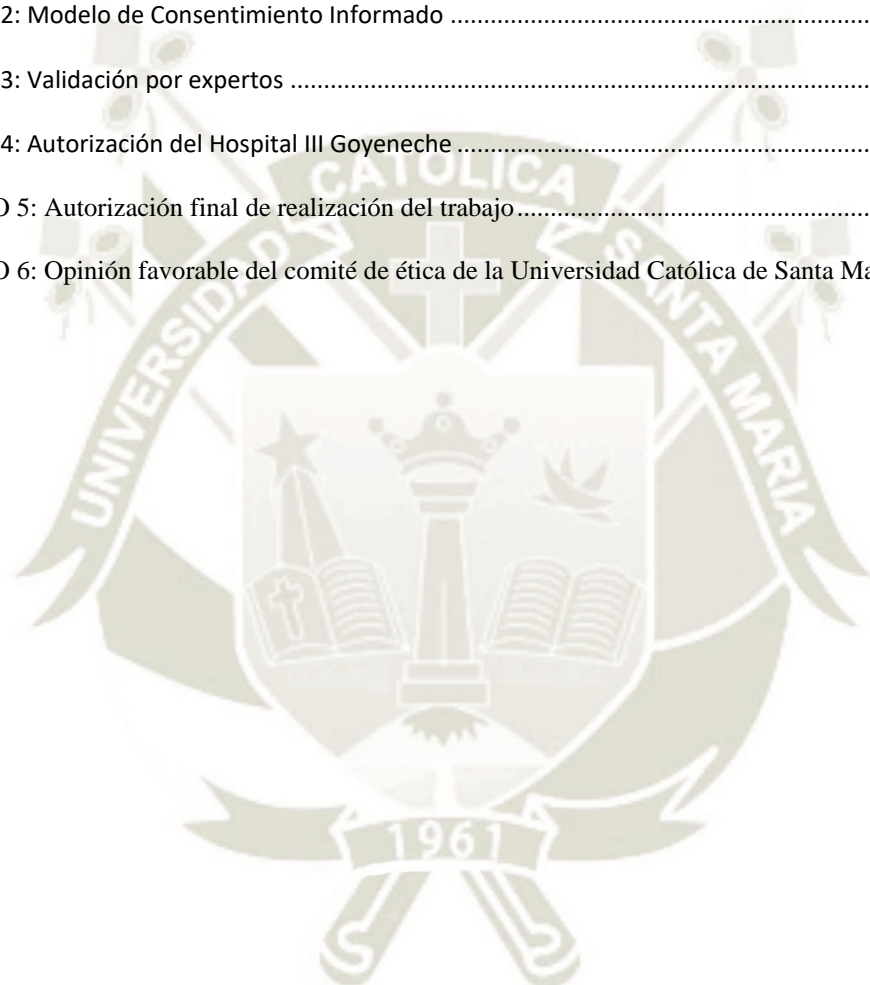 2: Modelo de Consentimiento Informado ........................................................................
3: Validación por expertos ....................................................................................................
4: Autorización del Hospital III Goyeneche .......................................................................
O 5: Autorización final de realización del trabajo............................................................
O 6: Opinión favorable del comité de ética de la Universidad Católica de Santa Ma
UNIVERSIDAD CATOLICA SANTA MARIA
1961